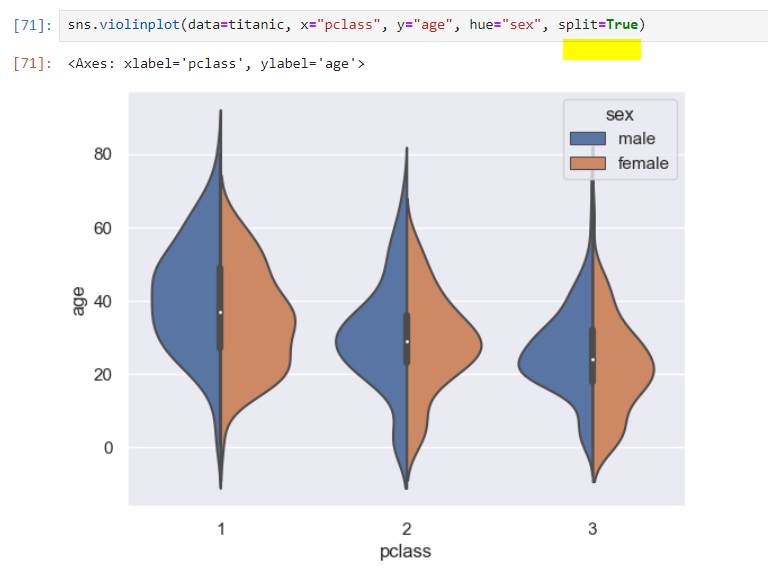 [71]: sns.violinplot(data=titanic, x="pclass", y="age", hue="sex", split=True)
[71]: <Axes: xlabel='pclass', ylabel='age'>
sex
male
female
80
60
40
20
0
age
1 2 3
pclass